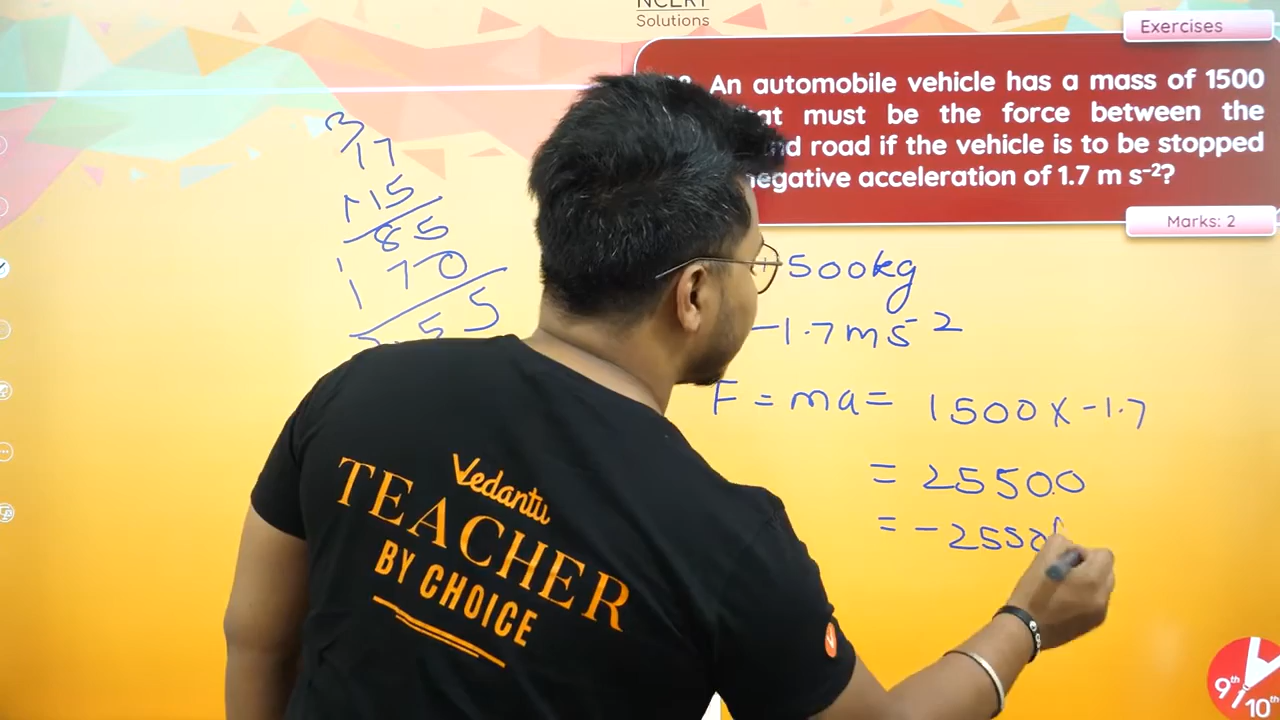 NCERT
Solutions
Exercises
An automobile vehicle has a mass of 1500
must be the force between the
road if the vehicle is to be stopped
acceleration of 1.7 m s⁻²?
Marks: 2
17
15
85
170
55
500kg
-1.7ms-2
F = ma = 1500 x -1.7
= 2550.0
= -2550
Vedantu
TEACHER
BY CHOICE
9th/10th